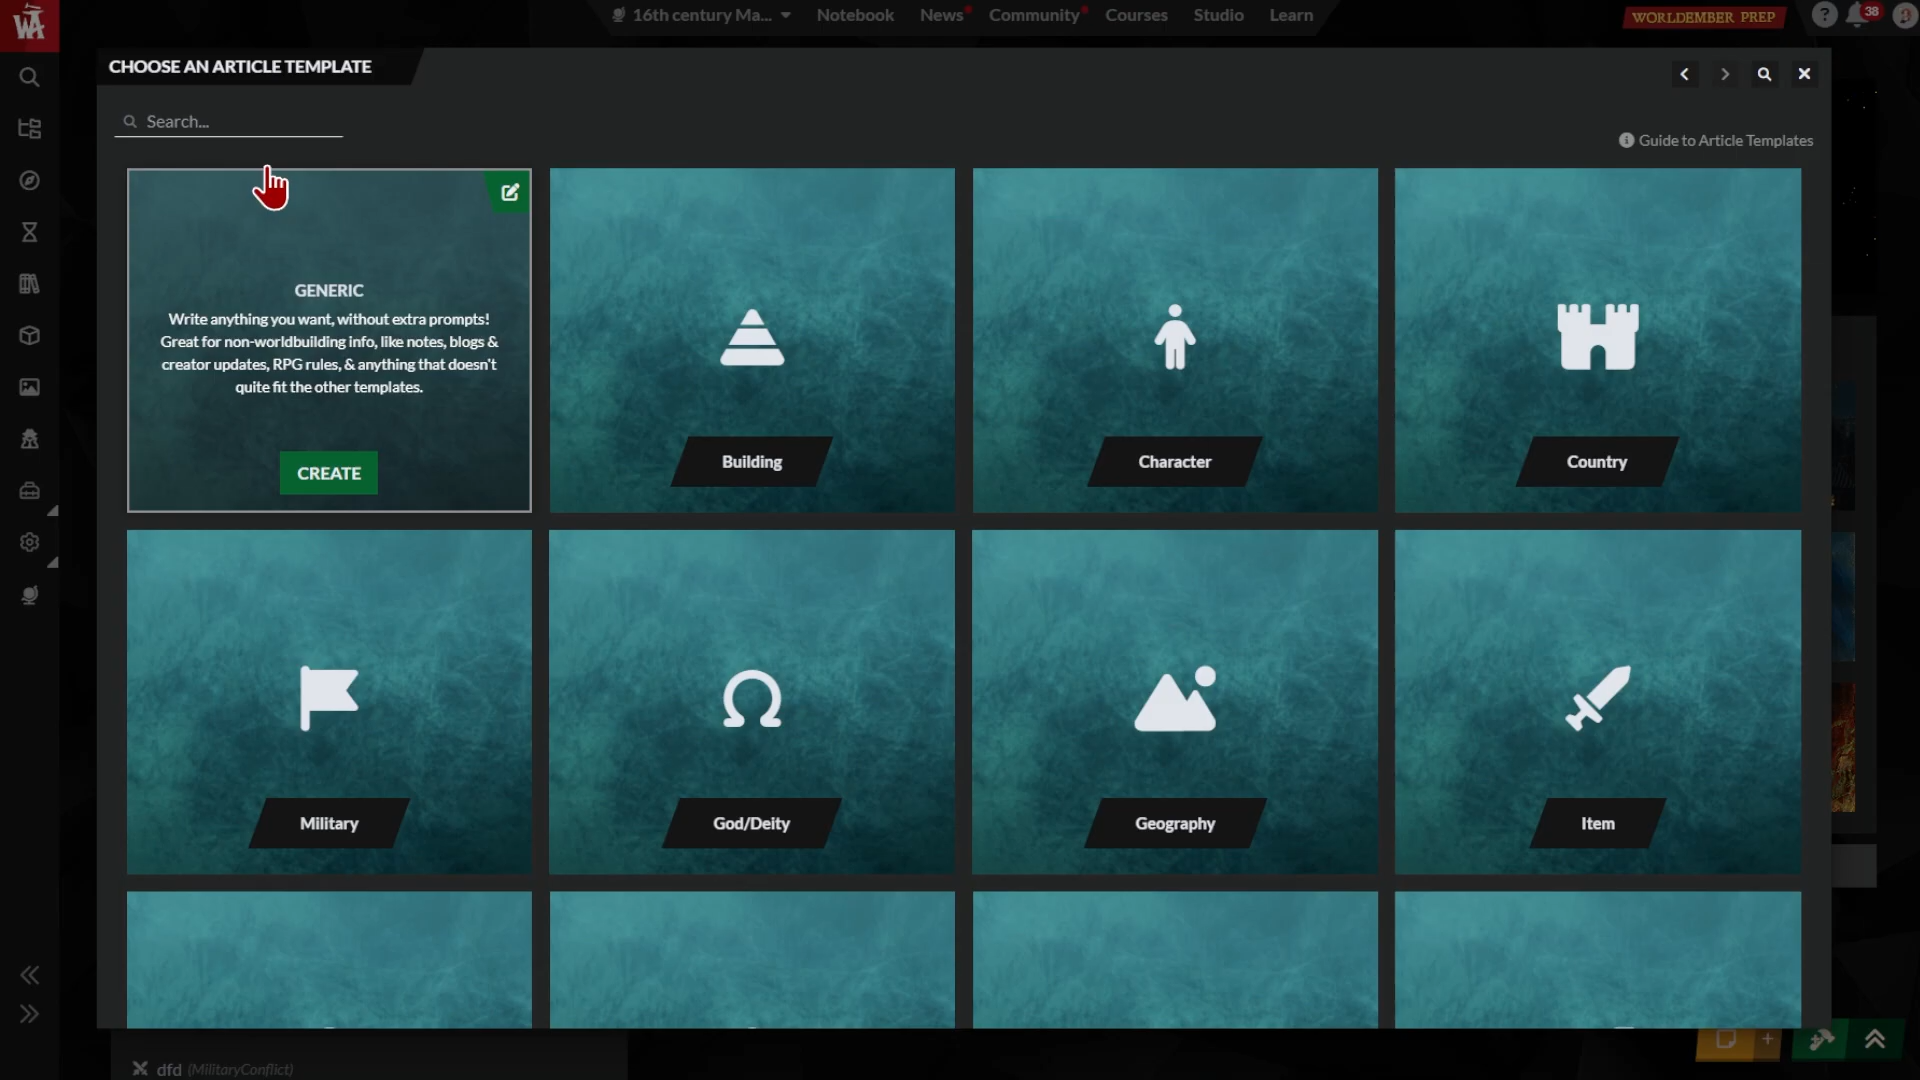 WA
16th century Ma...
Notebook
News
Community
Courses
Studio
Learn
WORLDEMBER PREP
?
38
CHOOSE AN ARTICLE TEMPLATE
Search...
Guide to Article Templates
GENERIC
Write anything you want, without extra prompts!
Great for non-worldbuilding info, like notes, blogs &
creator updates, RPG rules, & anything that doesn't
quite fit the other templates.
CREATE
Building
Character
Country
Military
God/Deity
Geography
Item
dfd (MilitaryConflict)